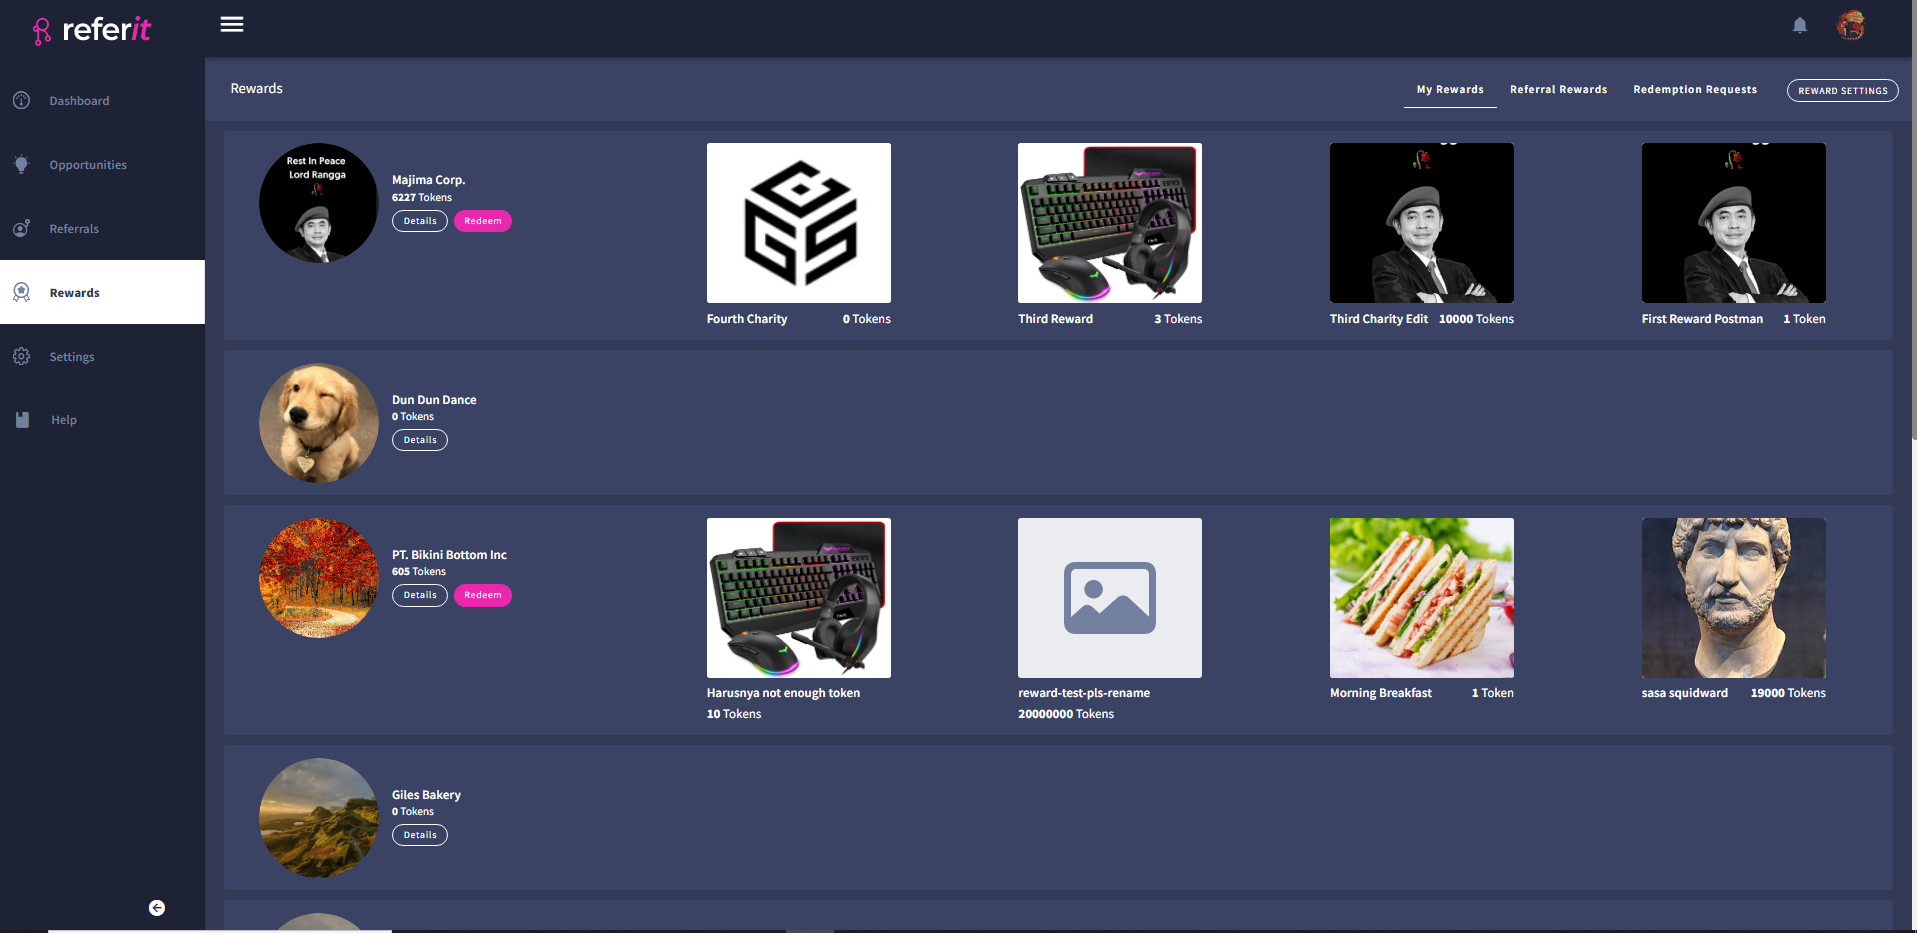 referit
Rewards
My Rewards
Referral Rewards
Redemption Requests
REWARD SETTINGS
Dashboard
Opportunities
Referrals
Rewards
Settings
Help
Rest In Peace
Lord Rangga
Majima Corp.
6227 Tokens
Details
Redeem
GS
Fourth Charity
0 Tokens
Third Reward
3 Tokens
Third Charity Edit
10000 Tokens
First Reward Postman
1 Token
Dun Dun Dance
0 Tokens
Details
PT. Bikini Bottom Inc
605 Tokens
Details
Redeem
Harusnya not enough token
10 Tokens
reward-test-pls-rename
20000000 Tokens
Morning Breakfast
1 Token
sasa squidward
19000 Tokens
Giles Bakery
0 Tokens
Details